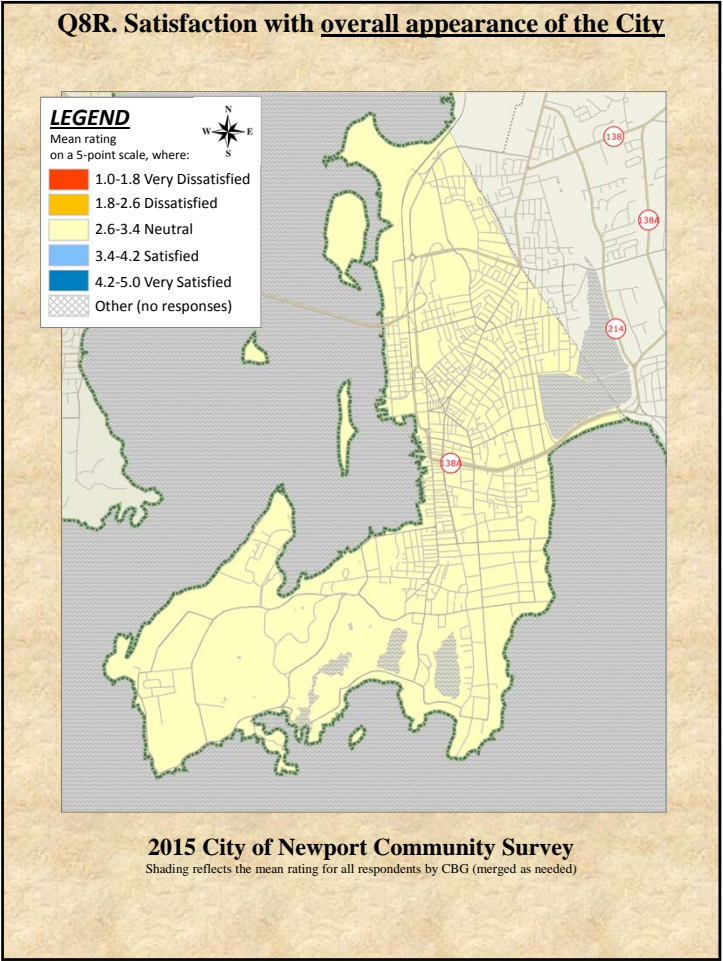 Q8R. Satisfaction with overall appearance of the City
LEGEND
Mean rating
on a 5-point scale, where:
1.0-1.8 Very Dissatisfied
1.8-2.6 Dissatisfied
2.6-3.4 Neutral
3.4-4.2 Satisfied
4.2-5.0 Very Satisfied
Other (no responses)
N
W E
S
138
138A
214
138A
2015 City of Newport Community Survey
Shading reflects the mean rating for all respondents by CBG (merged as needed)